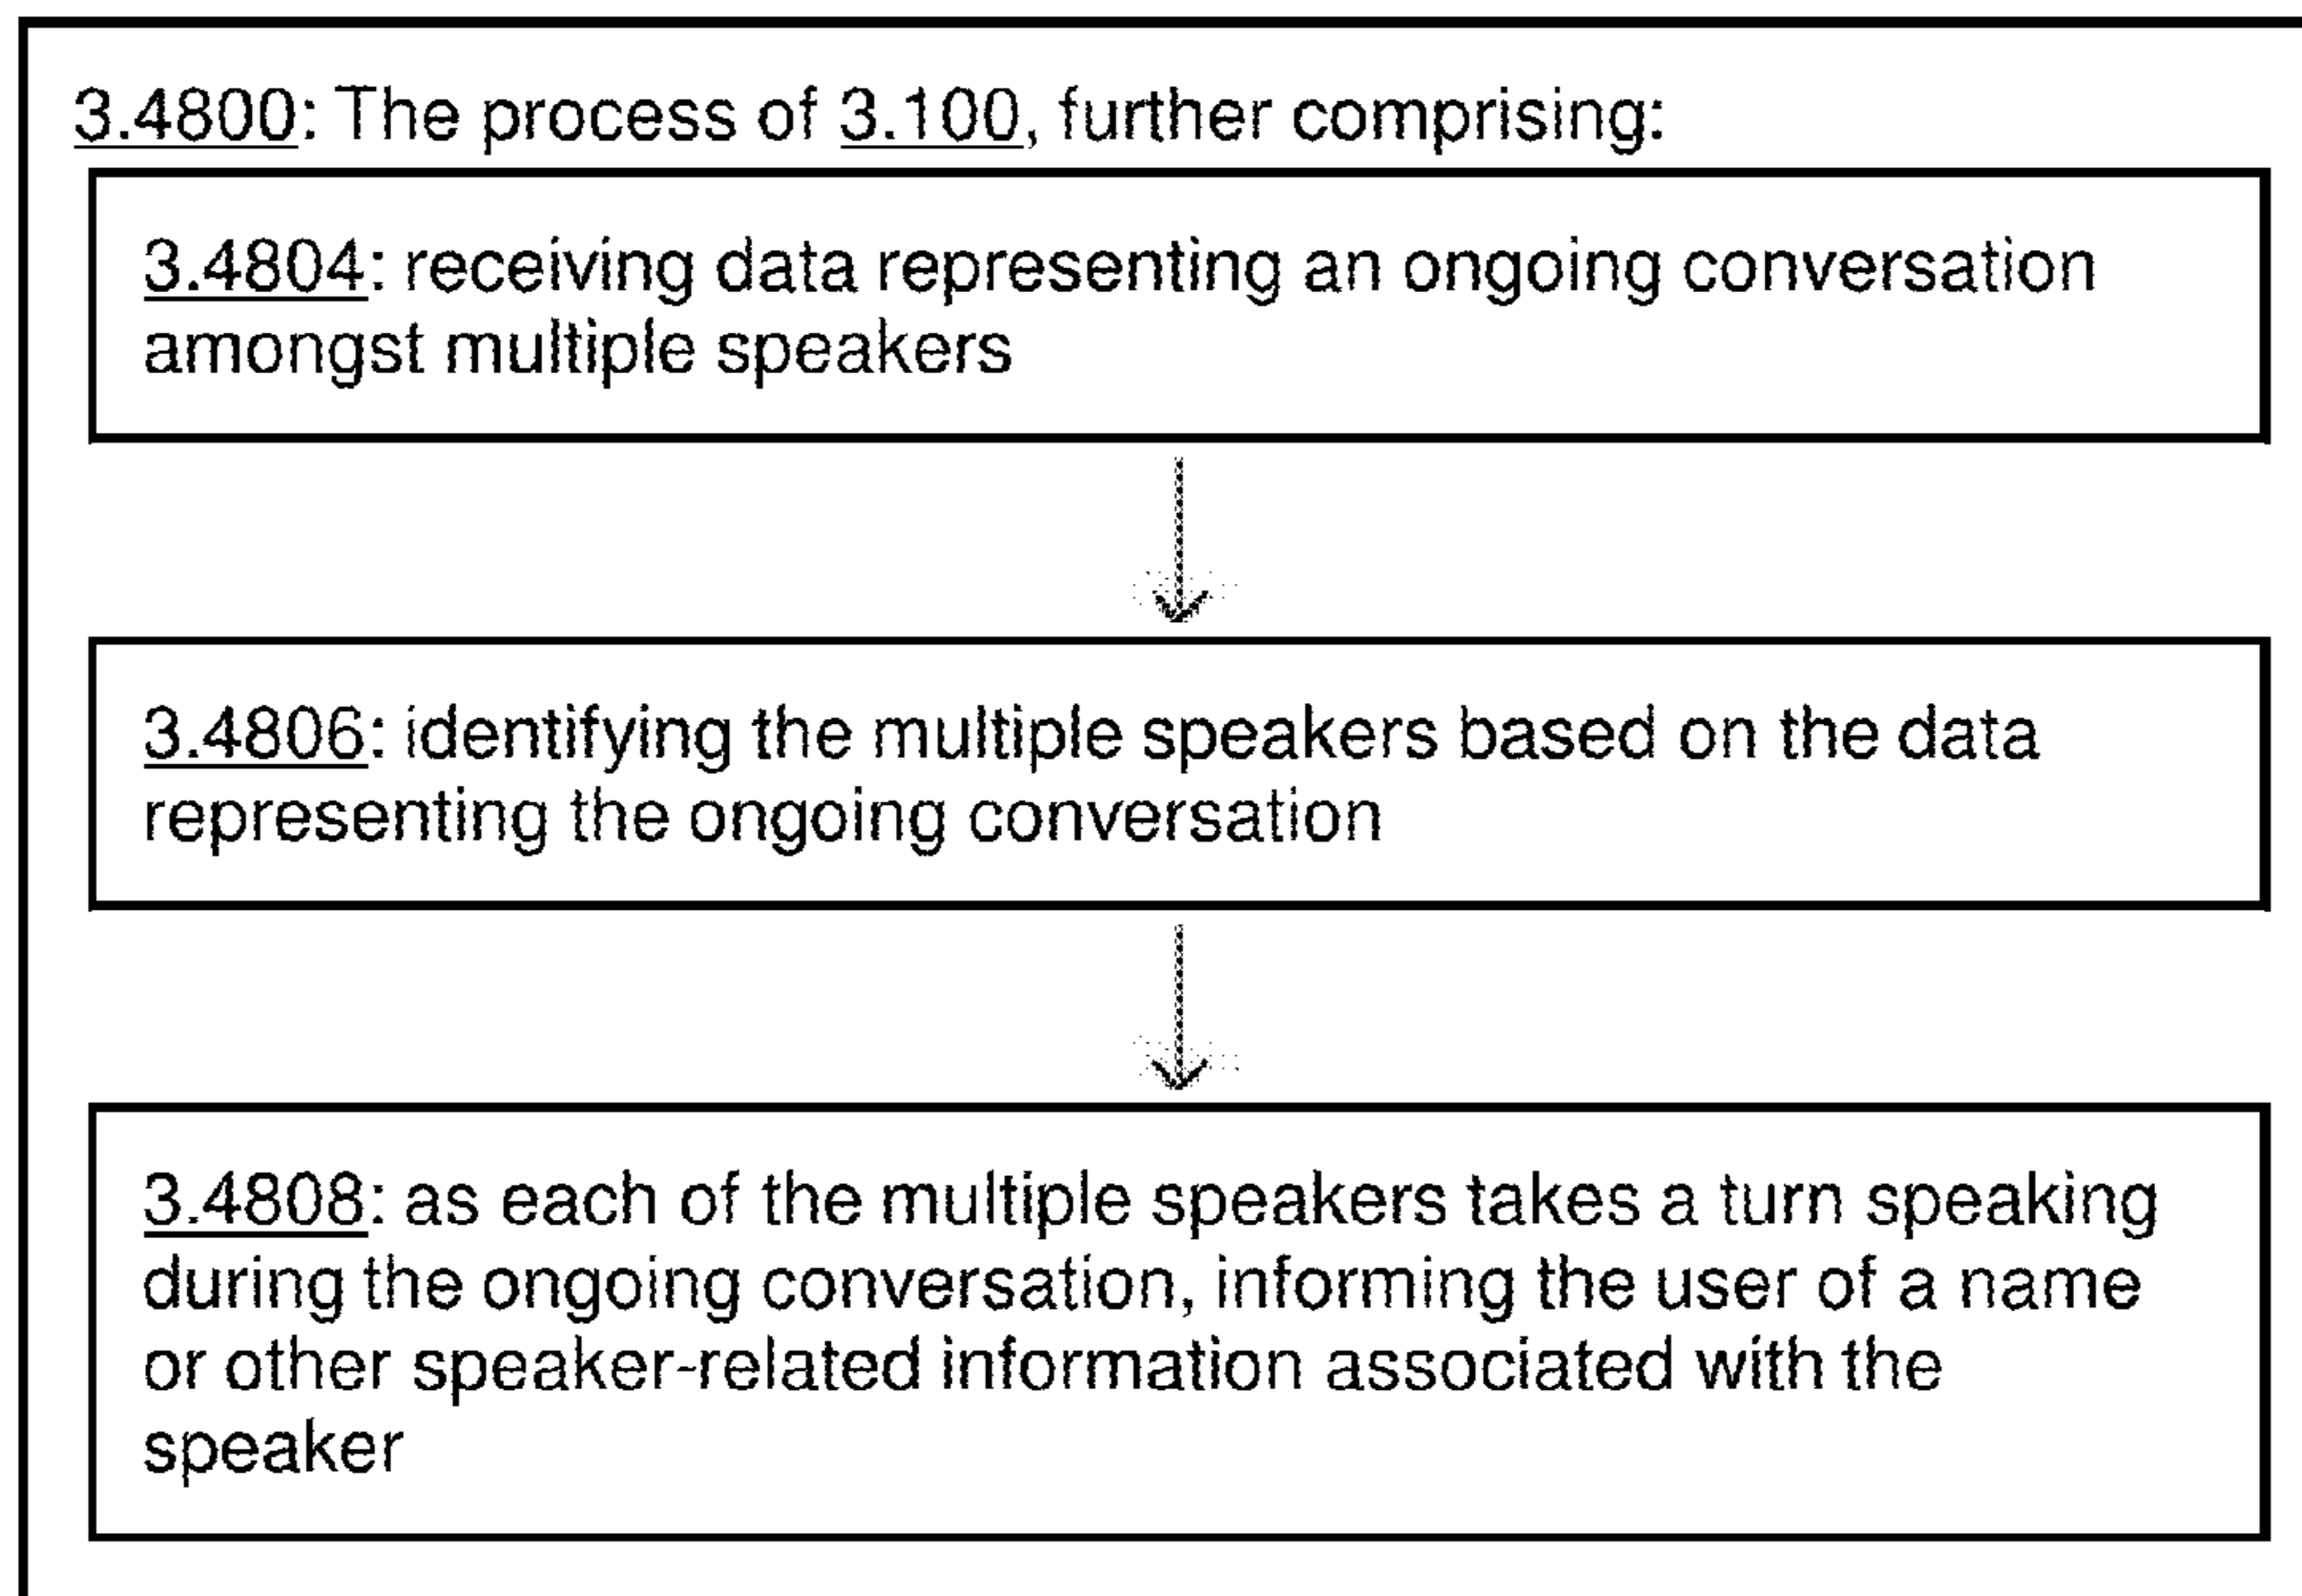 3.4800: The process of 3.100, further comprising:
3.4804: receiving data representing an ongoing conversation
amongst multiple speakers
3.4806: identifying the multiple speakers based on the data
representing the ongoing conversation
3.4808: as each of the multiple speakers takes a turn speaking
during the ongoing conversation, informing the user of a name
or other speaker-related information associated with the
speaker